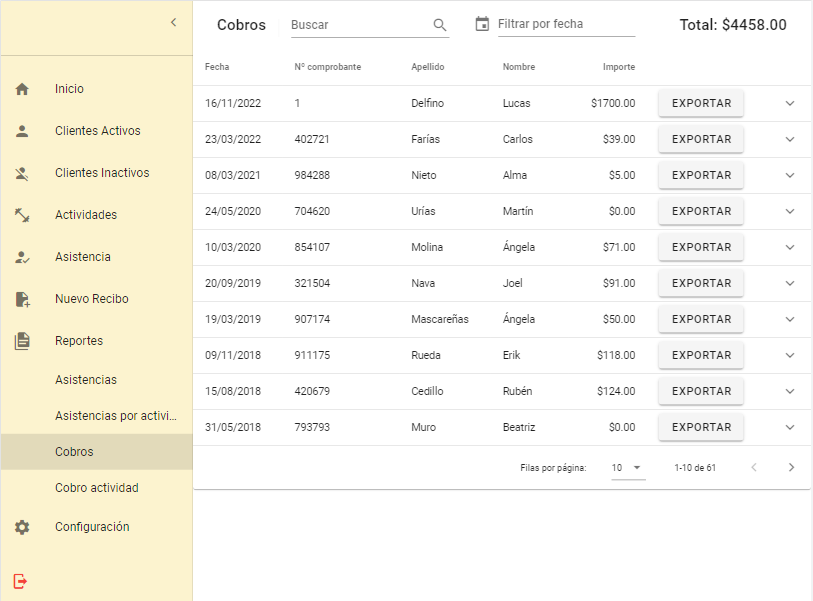 Inicio
Clientes Activos
Clientes Inactivos
Actividades
Asistencia
Nuevo Recibo
Reportes
Asistencias
Asistencias por activi...
Cobros
Cobro actividad
Configuración
Cobros Buscar Filtrar por fecha Total: $4458.00
Fecha Nº comprobante Apellido Nombre Importe
16/11/2022 1 Delfino Lucas $1700.00 EXPORTAR
23/03/2022 402721 Farías Carlos $39.00 EXPORTAR
08/03/2021 984288 Nieto Alma $5.00 EXPORTAR
24/05/2020 704620 Urías Martín $0.00 EXPORTAR
10/03/2020 854107 Molina Ángela $71.00 EXPORTAR
20/09/2019 321504 Nava Joel $91.00 EXPORTAR
19/03/2019 907174 Mascareñas Ángela $50.00 EXPORTAR
09/11/2018 911175 Rueda Erik $118.00 EXPORTAR
15/08/2018 420679 Cedillo Rubén $124.00 EXPORTAR
31/05/2018 793793 Muro Beatriz $0.00 EXPORTAR
Filas por página: 10 1-10 de 61